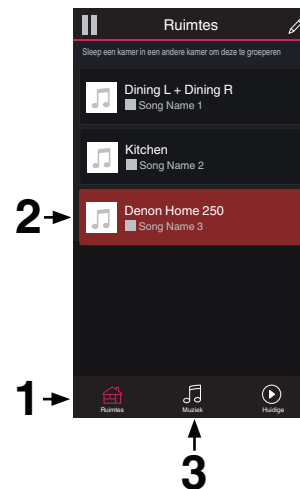 Ruimtes
Sleep een kamer in een andere kamer om deze te groeperen
Dining L + Dining R
Song Name 1
Kitchen
Song Name 2
2
Denon Home 250
Song Name 3
1
Ruimtes
Muziek
Huidige
3